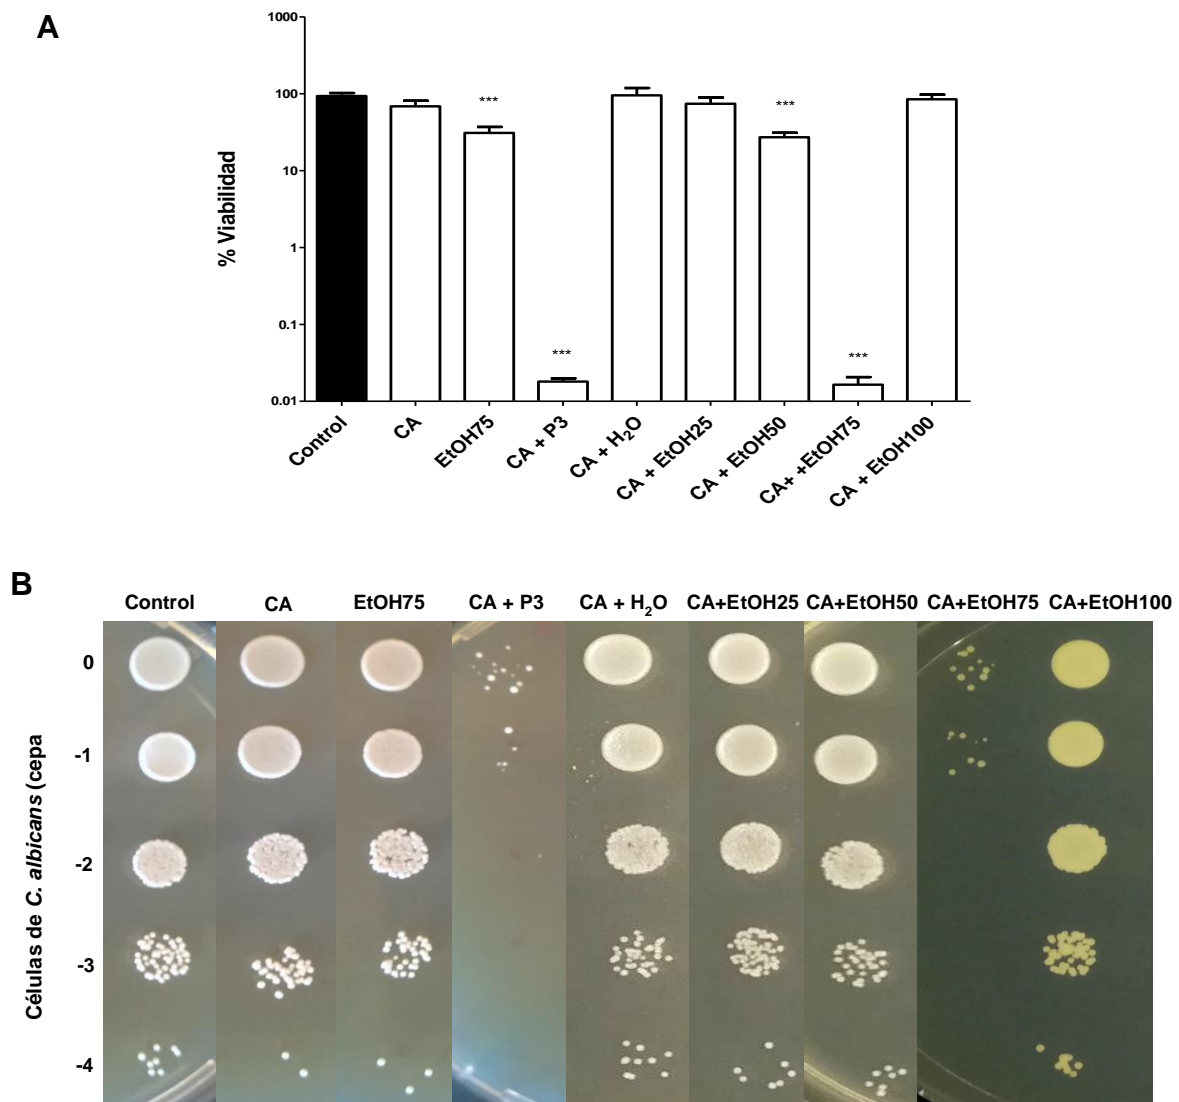 A
1000
100
10
1
0.1
0.01
% Viabilidad
***
***
***
***
Control
CA
EtOH75
CA + P3
CA + H₂O
CA + EtOH25
CA + EtOH50
CA+ +EtOH75
CA + EtOH100
B
Control CA EtOH75 CA + P3 CA + H₂O CA+EtOH25 CA+EtOH50 CA+EtOH75 CA+EtOH100
0
-1
-2
-3
-4
Células de C. albicans (cepa